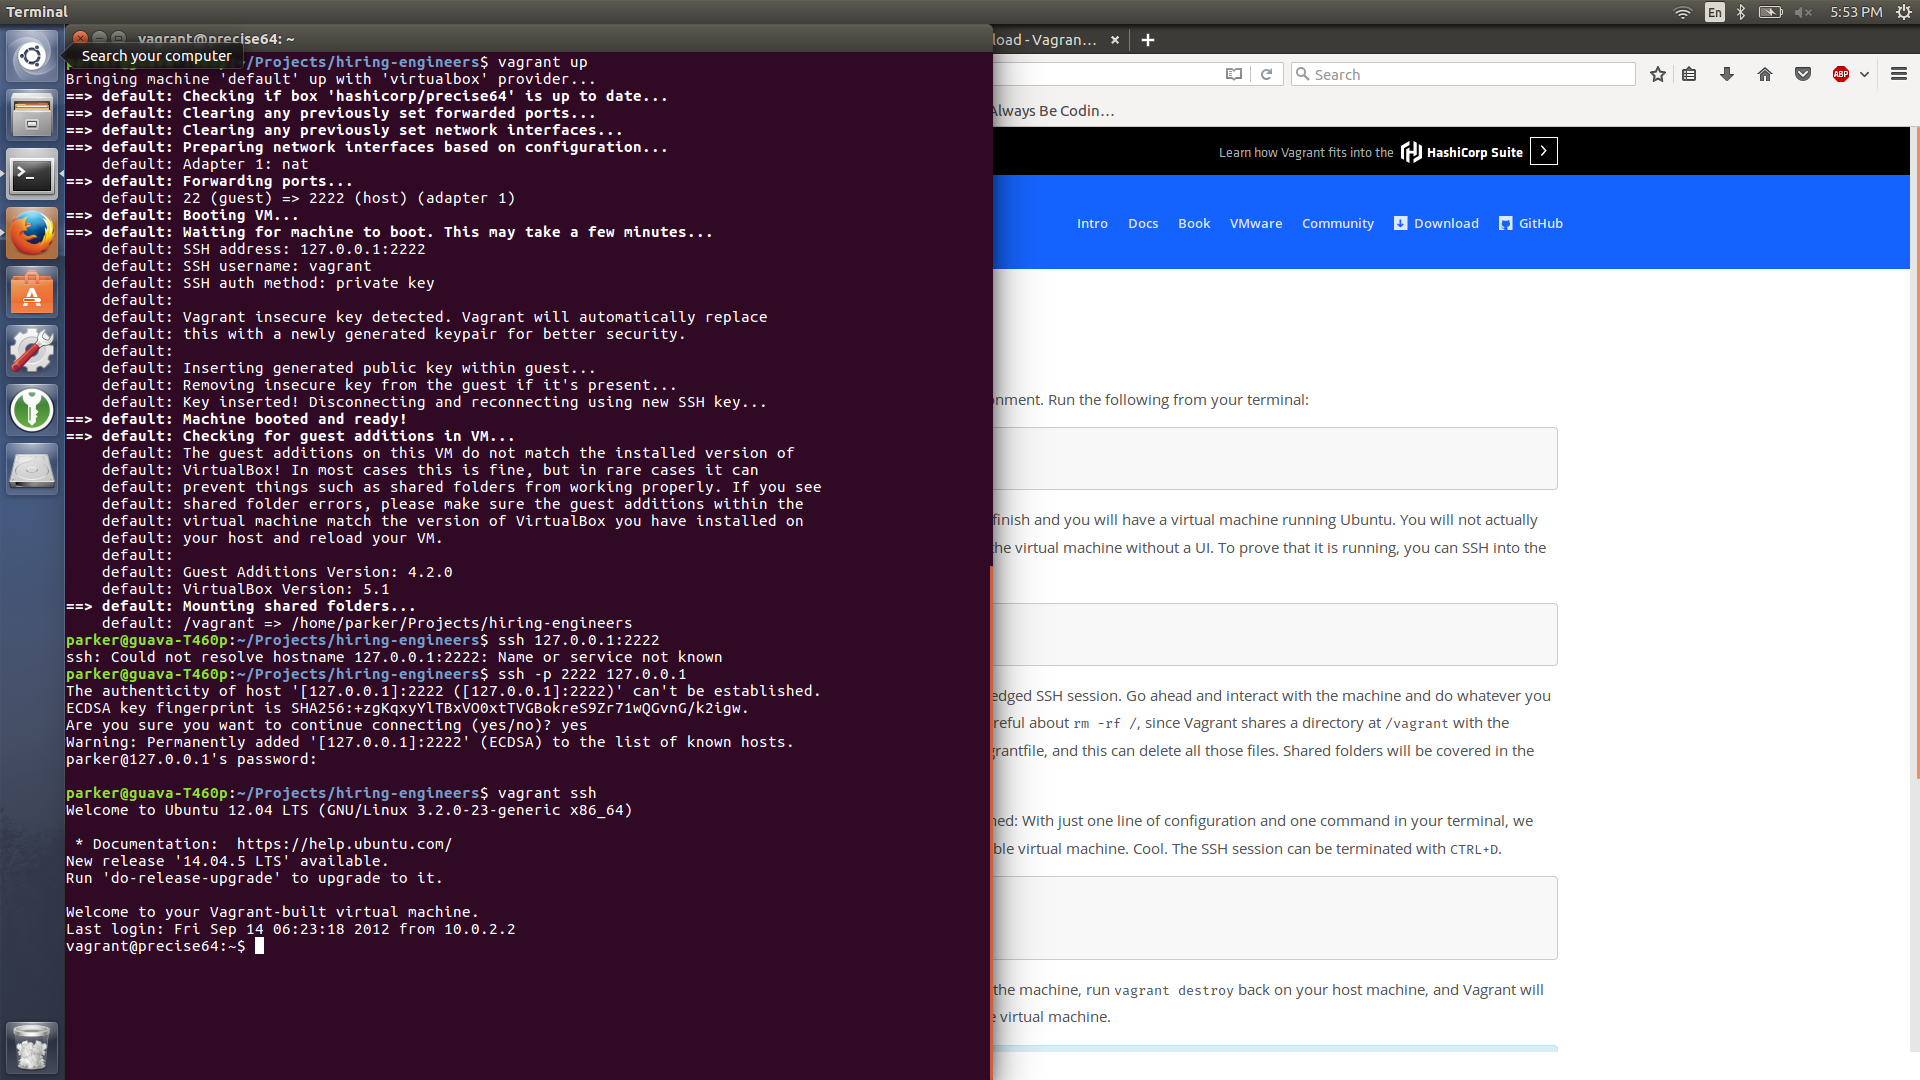 Terminal
En
5:53 PM
vagrant@precise64: ~
Search your computer
/Projects/hiring-engineers$ vagrant up
Bringing machine 'default' up with 'virtualbox' provider...
==> default: Checking if box 'hashicorp/precise64' is up to date...
==> default: Clearing any previously set forwarded ports...
==> default: Clearing any previously set network interfaces...
==> default: Preparing network interfaces based on configuration...
    default: Adapter 1: nat
==> default: Forwarding ports...
    default: 22 (guest) => 2222 (host) (adapter 1)
==> default: Booting VM...
==> default: Waiting for machine to boot. This may take a few minutes...
    default: SSH address: 127.0.0.1:2222
    default: SSH username: vagrant
    default: SSH auth method: private key
    default:
    default: Vagrant insecure key detected. Vagrant will automatically replace
    default: this with a newly generated keypair for better security.
    default:
    default: Inserting generated public key within guest...
    default: Removing insecure key from the guest if it's present...
    default: Key inserted! Disconnecting and reconnecting using new SSH key...
==> default: Machine booted and ready!
==> default: Checking for guest additions in VM...
    default: The guest additions on this VM do not match the installed version of
    default: VirtualBox! In most cases this is fine, but in rare cases it can
    default: prevent things such as shared folders from working properly. If you see
    default: shared folder errors, please make sure the guest additions within the
    default: virtual machine match the version of VirtualBox you have installed on
    default: your host and reload your VM.
    default:
    default: Guest Additions Version: 4.2.0
    default: VirtualBox Version: 5.1
==> default: Mounting shared folders...
    default: /vagrant => /home/parker/Projects/hiring-engineers
parker@guava-T460p:~/Projects/hiring-engineers$ ssh 127.0.0.1:2222
ssh: Could not resolve hostname 127.0.0.1:2222: Name or service not known
parker@guava-T460p:~/Projects/hiring-engineers$ ssh -p 2222 127.0.0.1
The authenticity of host '[127.0.0.1]:2222 ([127.0.0.1]:2222)' can't be established.
ECDSA key fingerprint is SHA256:+zgKqxyYlTBxVO0xtTVGBokreS9Zr71wQGvnG/k2igw.
Are you sure you want to continue connecting (yes/no)? yes
Warning: Permanently added '[127.0.0.1]:2222' (ECDSA) to the list of known hosts.
parker@127.0.0.1's password:
parker@guava-T460p:~/Projects/hiring-engineers$ vagrant ssh
Welcome to Ubuntu 12.04 LTS (GNU/Linux 3.2.0-23-generic x86_64)
 * Documentation:  https://help.ubuntu.com/
New release '14.04.5 LTS' available.
Run 'do-release-upgrade' to upgrade to it.
Welcome to your Vagrant-built virtual machine.
Last login: Fri Sep 14 06:23:18 2012 from 10.0.2.2
vagrant@precise64:~$
load - Vagran...
Search
ABP
Always Be Codin...
Learn how Vagrant fits into the HashiCorp Suite
Intro Docs Book VMware Community Download GitHub
onment. Run the following from your terminal:
finish and you will have a virtual machine running Ubuntu. You will not actually
the virtual machine without a UI. To prove that it is running, you can SSH into the
edged SSH session. Go ahead and interact with the machine and do whatever you
reful about rm -rf /, since Vagrant shares a directory at /vagrant with the
grantfile, and this can delete all those files. Shared folders will be covered in the
ned: With just one line of configuration and one command in your terminal, we
ble virtual machine. Cool. The SSH session can be terminated with CTRL+D.
the machine, run vagrant destroy back on your host machine, and Vagrant will
e virtual machine.